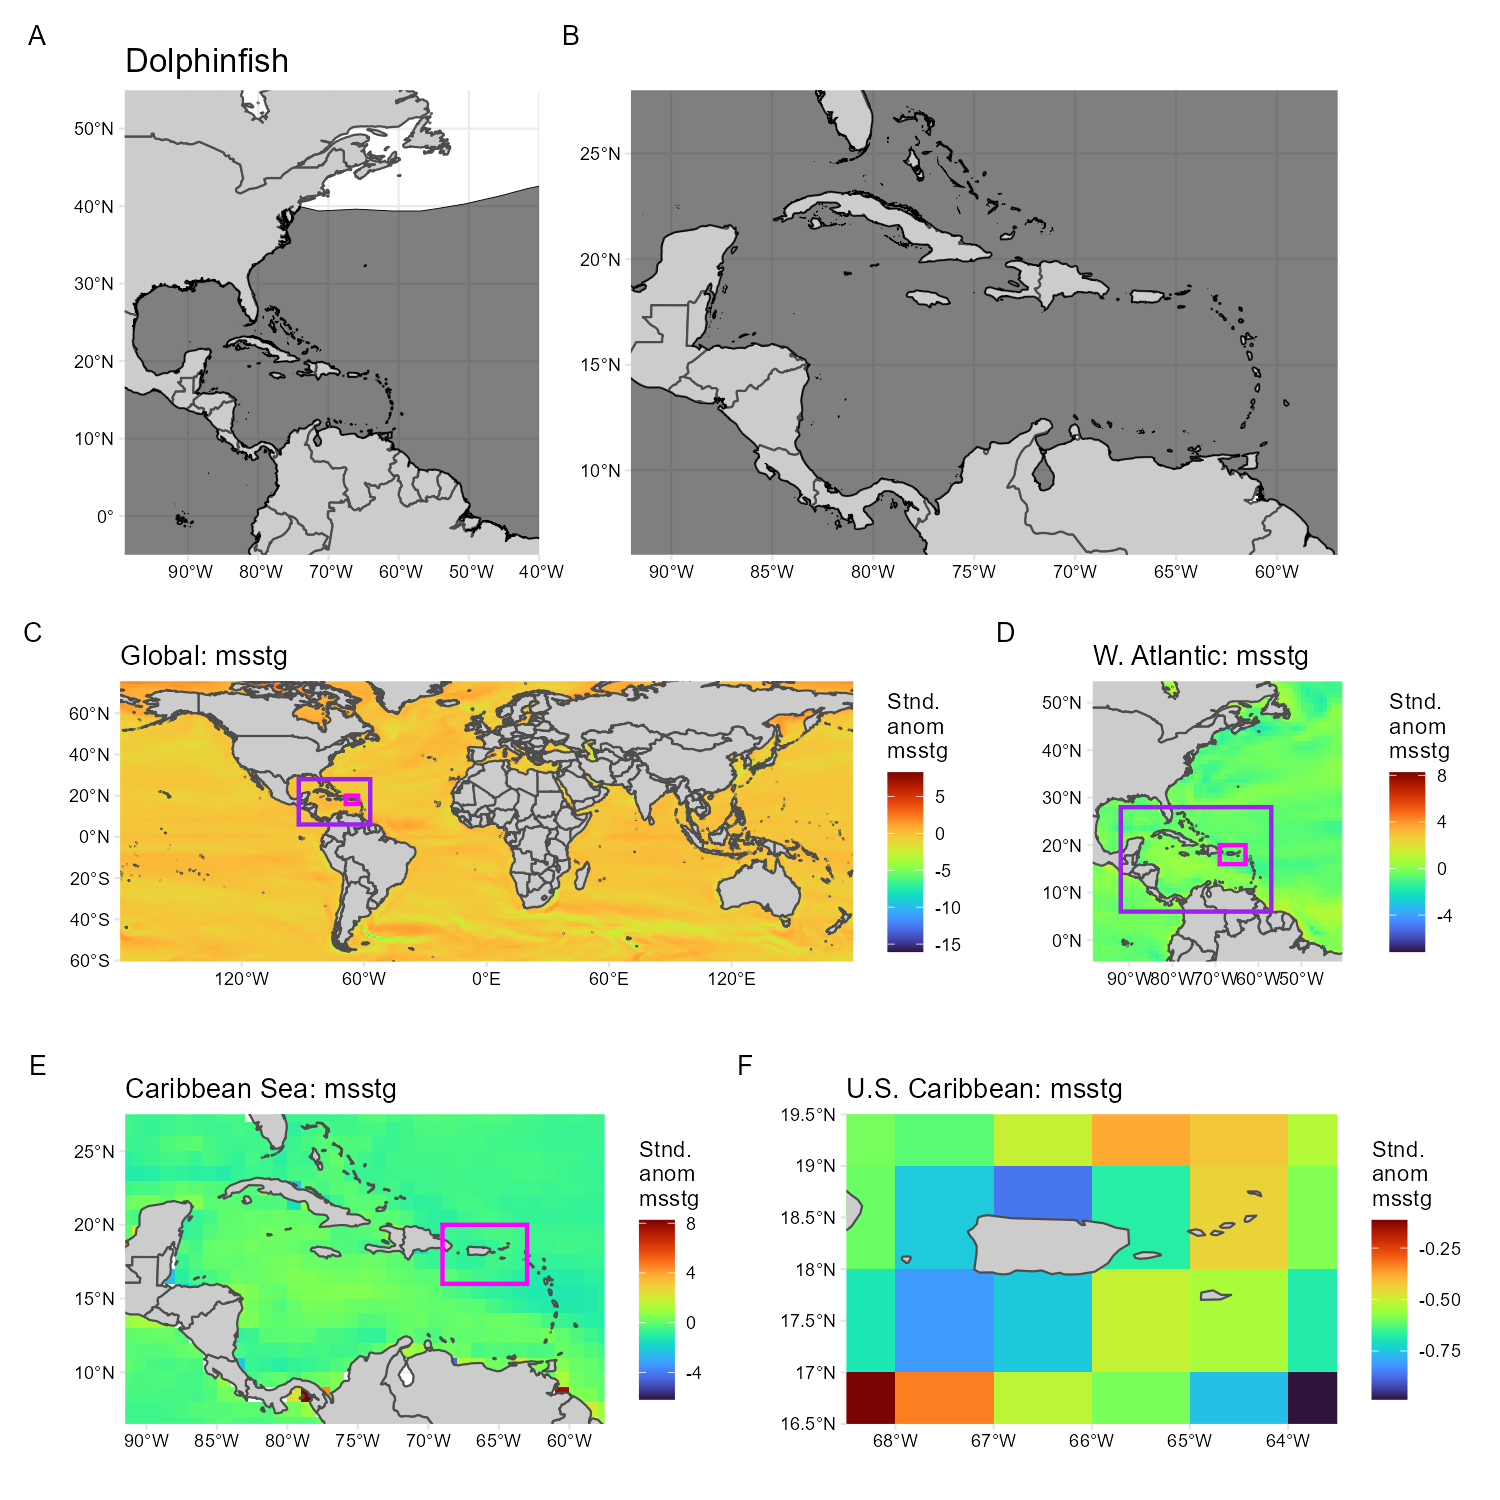 A
B
Dolphinfish
50°N
40°N
30°N
20°N
10°N
0°
90°W 80°W 70°W 60°W 50°W 40°W
25°N
20°N
15°N
10°N
90°W 85°W 80°W 75°W 70°W 65°W 60°W
C
D
Global: msstg
60°N
40°N
20°N
0°N
20°S
40°S
60°S
120°W 60°W 0°E 60°E 120°E
Stnd.
anom
msstg
5
0
-5
-10
-15
W. Atlantic: msstg
50°N
40°N
30°N
20°N
10°N
0°N
90°W 80°W 70°W 60°W 50°W
Stnd.
anom
msstg
8
4
0
-4
E
F
Caribbean Sea: msstg
25°N
20°N
15°N
10°N
90°W 85°W 80°W 75°W 70°W 65°W 60°W
Stnd.
anom
msstg
8
4
0
-4
U.S. Caribbean: msstg
19.5°N
19°N
18.5°N
18°N
17.5°N
17°N
16.5°N
68°W 67°W 66°W 65°W 64°W
Stnd.
anom
msstg
-0.25
-0.50
-0.75